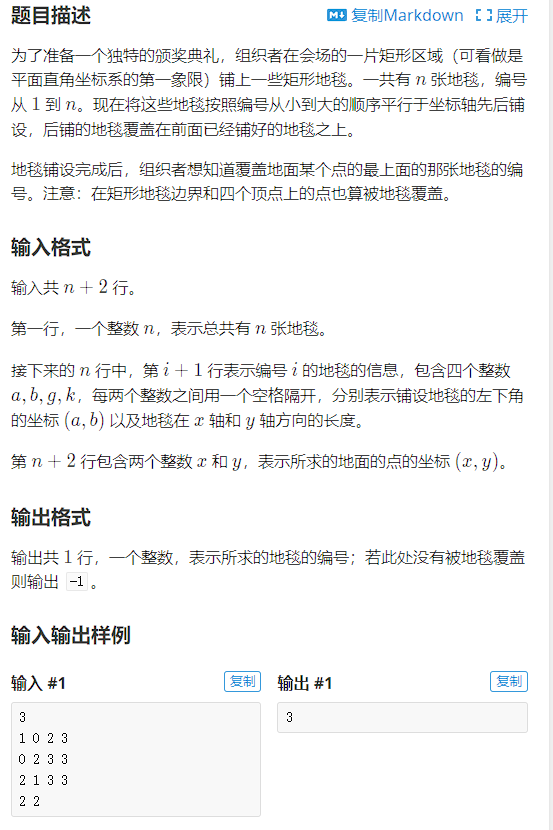 题目描述
复制Markdown 展开
为了准备一个独特的颁奖典礼，组织者在会场的一片矩形区域（可看做是
平面直角坐标系的第一象限）铺上一些矩形地毯。一共有 n 张地毯，编号
从 1 到 n。现在将这些地毯按照编号从小到大的顺序平行于坐标轴先后铺
设，后铺的地毯覆盖在前面已经铺好的地毯之上。
地毯铺设完成后，组织者想知道覆盖地面某个点的最上面的那张地毯的编
号。注意：在矩形地毯边界和四个顶点上的点也算被地毯覆盖。
输入格式
输入共 n + 2 行。
第一行，一个整数 n，表示总共有 n 张地毯。
接下来的 n 行中，第 i + 1 行表示编号 i 的地毯的信息，包含四个整数
a, b, g, k，每两个整数之间用一个空格隔开，分别表示铺设地毯的左下角
的坐标 (a, b) 以及地毯在 x 轴和 y 轴方向的长度。
第 n + 2 行包含两个整数 x 和 y，表示所求的地面的点的坐标 (x, y)。
输出格式
输出共 1 行，一个整数，表示所求的地毯的编号；若此处没有被地毯覆盖
则输出 -1 。
输入输出样例
输入 #1
复制
3
1 0 2 3
0 2 3 3
2 1 3 3
2 2
输出 #1
复制
3